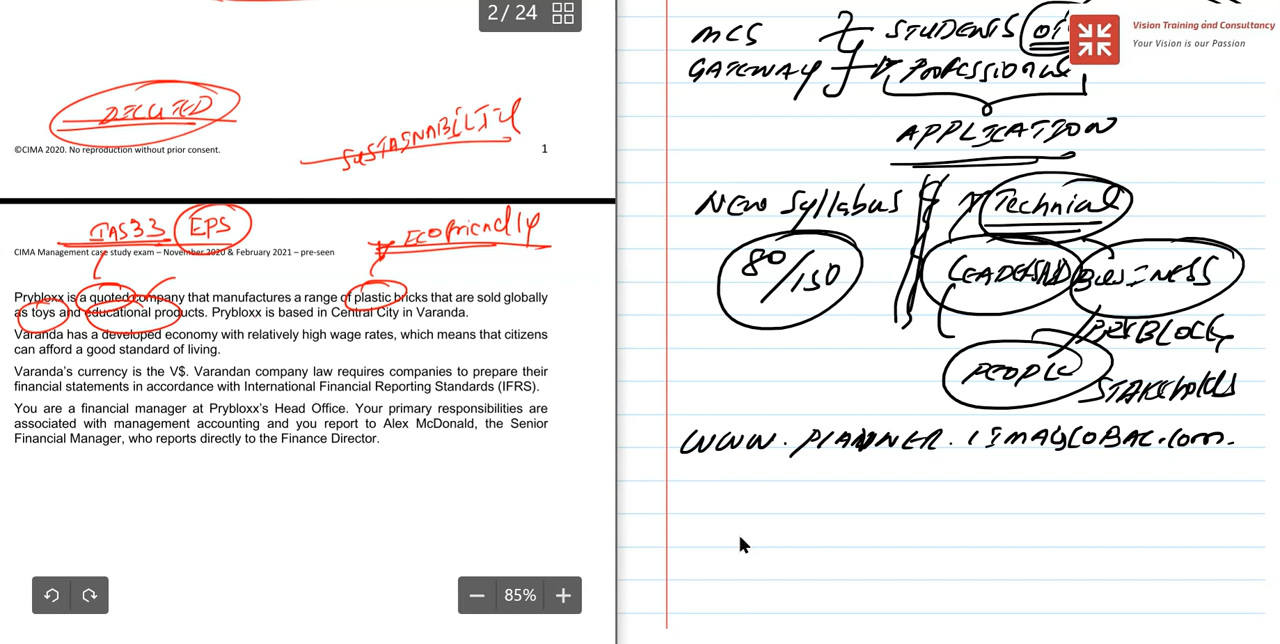 2 / 24
SUSTAINABILITY
©CIMA 2020. No reproduction without prior consent.
1
IAS33 EPS
Ecofriendly
CIMA Management case study exam – November 2020 & February 2021 – pre-seen
Prybloxx is a quoted company that manufactures a range of plastic bricks that are sold globally
as toys and educational products. Prybloxx is based in Central City in Varanda.
Varanda has a developed economy with relatively high wage rates, which means that citizens
can afford a good standard of living.
Varanda's currency is the V$. Varandan company law requires companies to prepare their
financial statements in accordance with International Financial Reporting Standards (IFRS).
You are a financial manager at Prybloxx's Head Office. Your primary responsibilities are
associated with management accounting and you report to Alex McDonald, the Senior
Financial Manager, who reports directly to the Finance Director.
85%
Vision Training and Consultancy
Your Vision is our Passion
MCS STUDENTS
GATEWAY PROFESSIONALS
APPLICATION
NEW Syllabus Technical
80/150 LEADERSHIP BUSINESS
PEOPLE
STAKEHOLDERS
WWW.PLANNER.CIMAGLOBAL.COM.